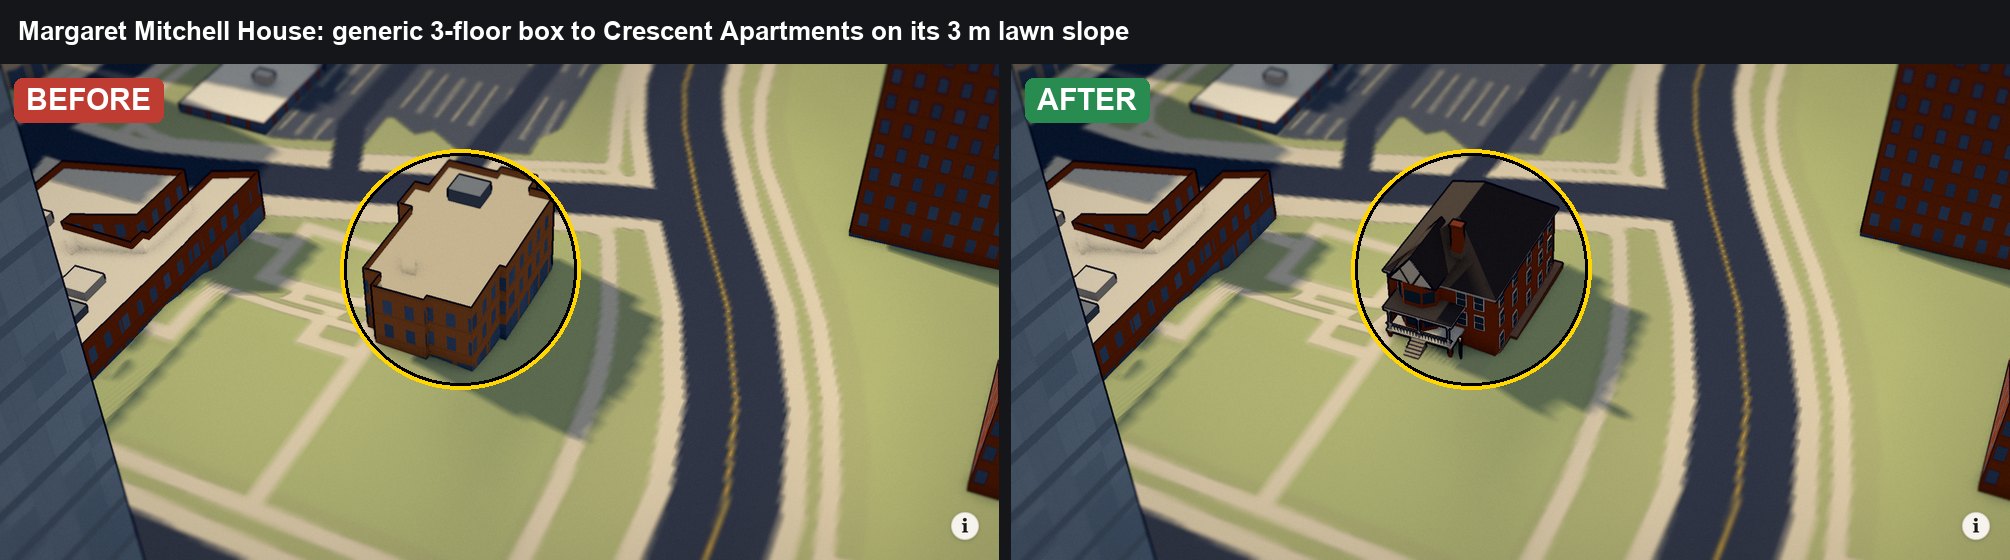 Margaret Mitchell House: generic 3-floor box to Crescent Apartments on its 3 m lawn slope
BEFORE
AFTER
i
i